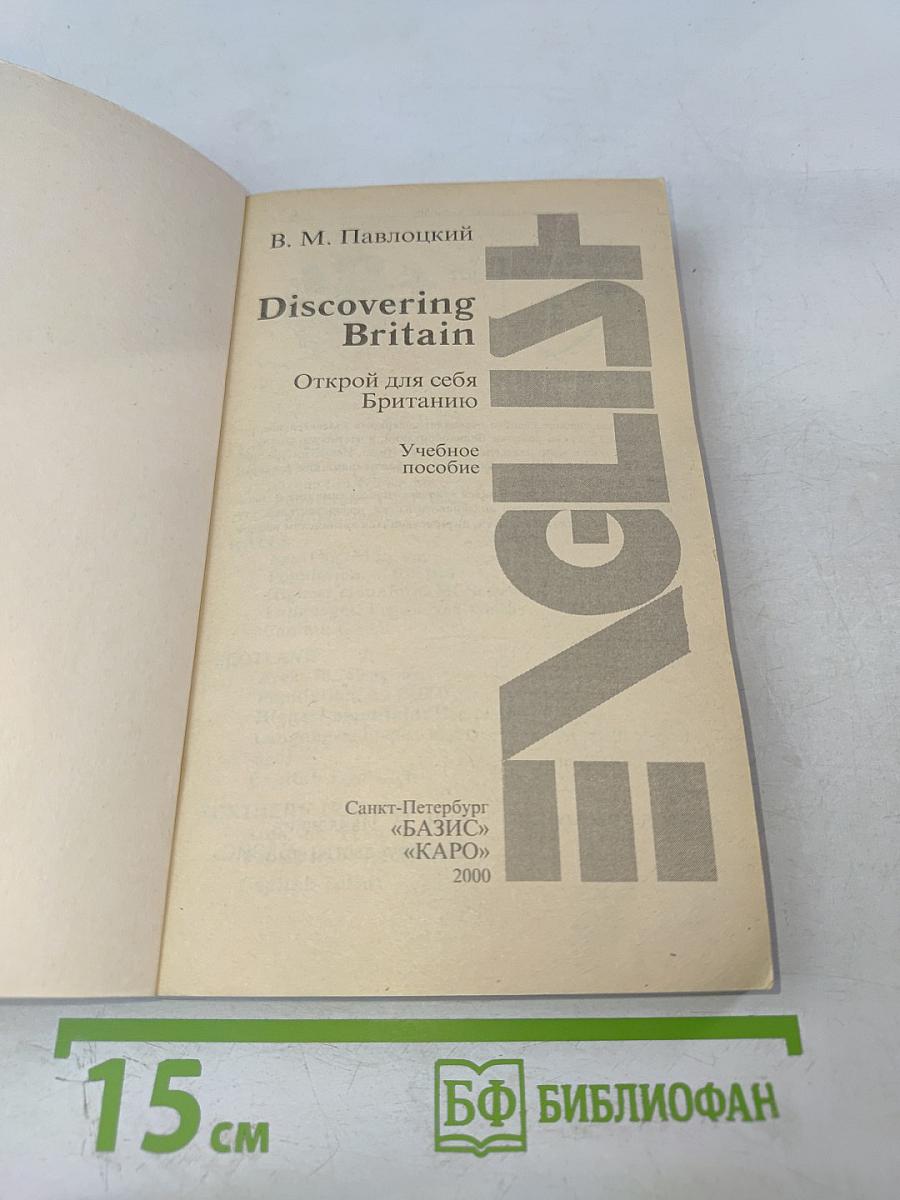 В. М. Павлоцкий
Discovering
Britain
Открой для себя
Британию
Учебное
пособие
ENGLISH
Санкт-Петербург
«БАЗИС»
«КАРО»
2000
15 см
БФ БИБЛИОФАН